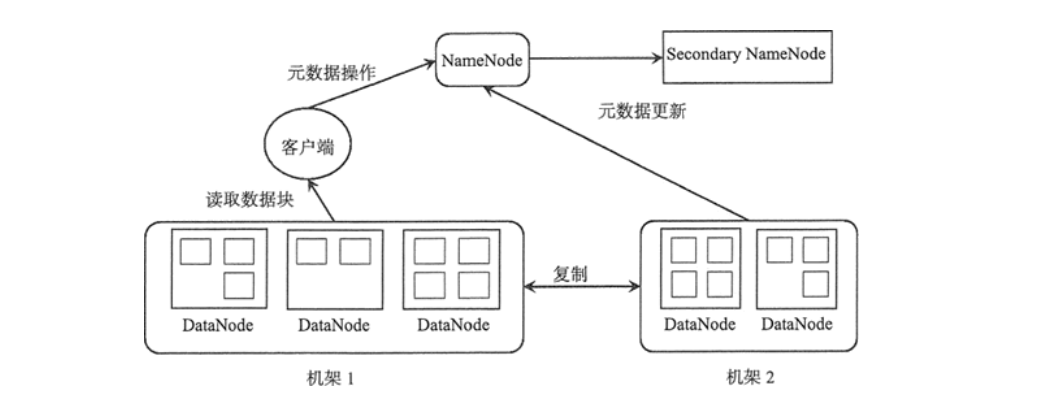 NameNode
Secondary NameNode
元数据操作
元数据更新
客户端
读取数据块
复制
DataNode
DataNode
DataNode
DataNode
DataNode
机架 1
机架 2